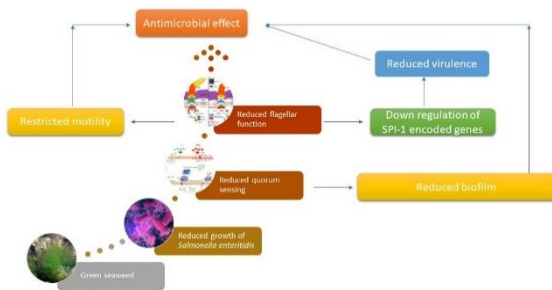 Antimicrobial effect
Reduced virulence
Restricted motility
Reduced flagellar
function
Down regulation of
SPI-1 encoded genes
Reduced quorum
sensing
Reduced biofilm
Reduced growth of
Salmonella enteritidis
Green seaweed